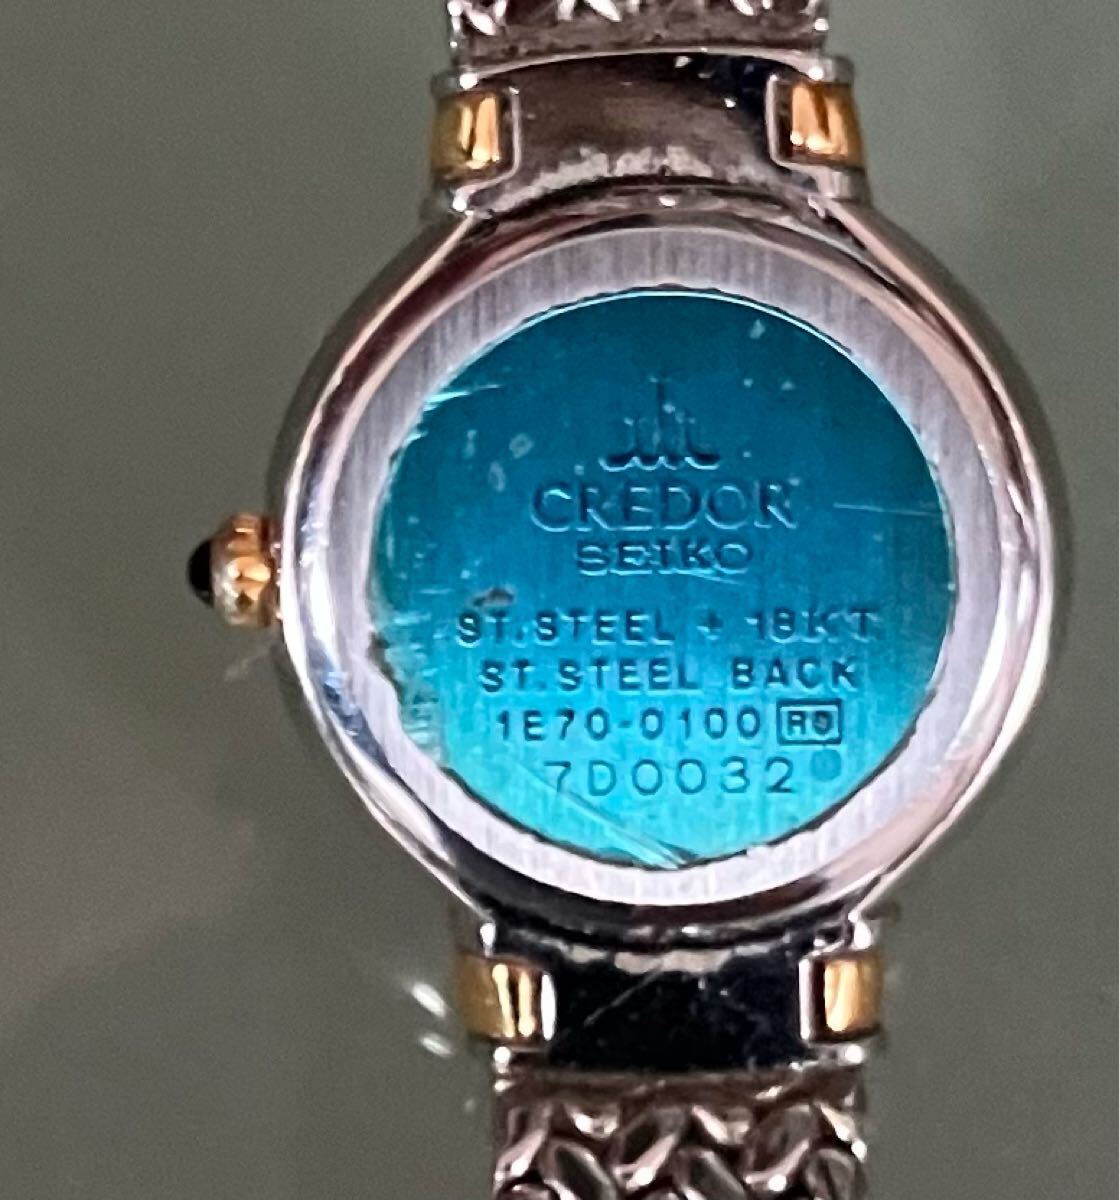 CREDOR
SEIKO
ST.STEEL + 18KT
ST.STEEL BACK
1E70-0100 R0
7D0032